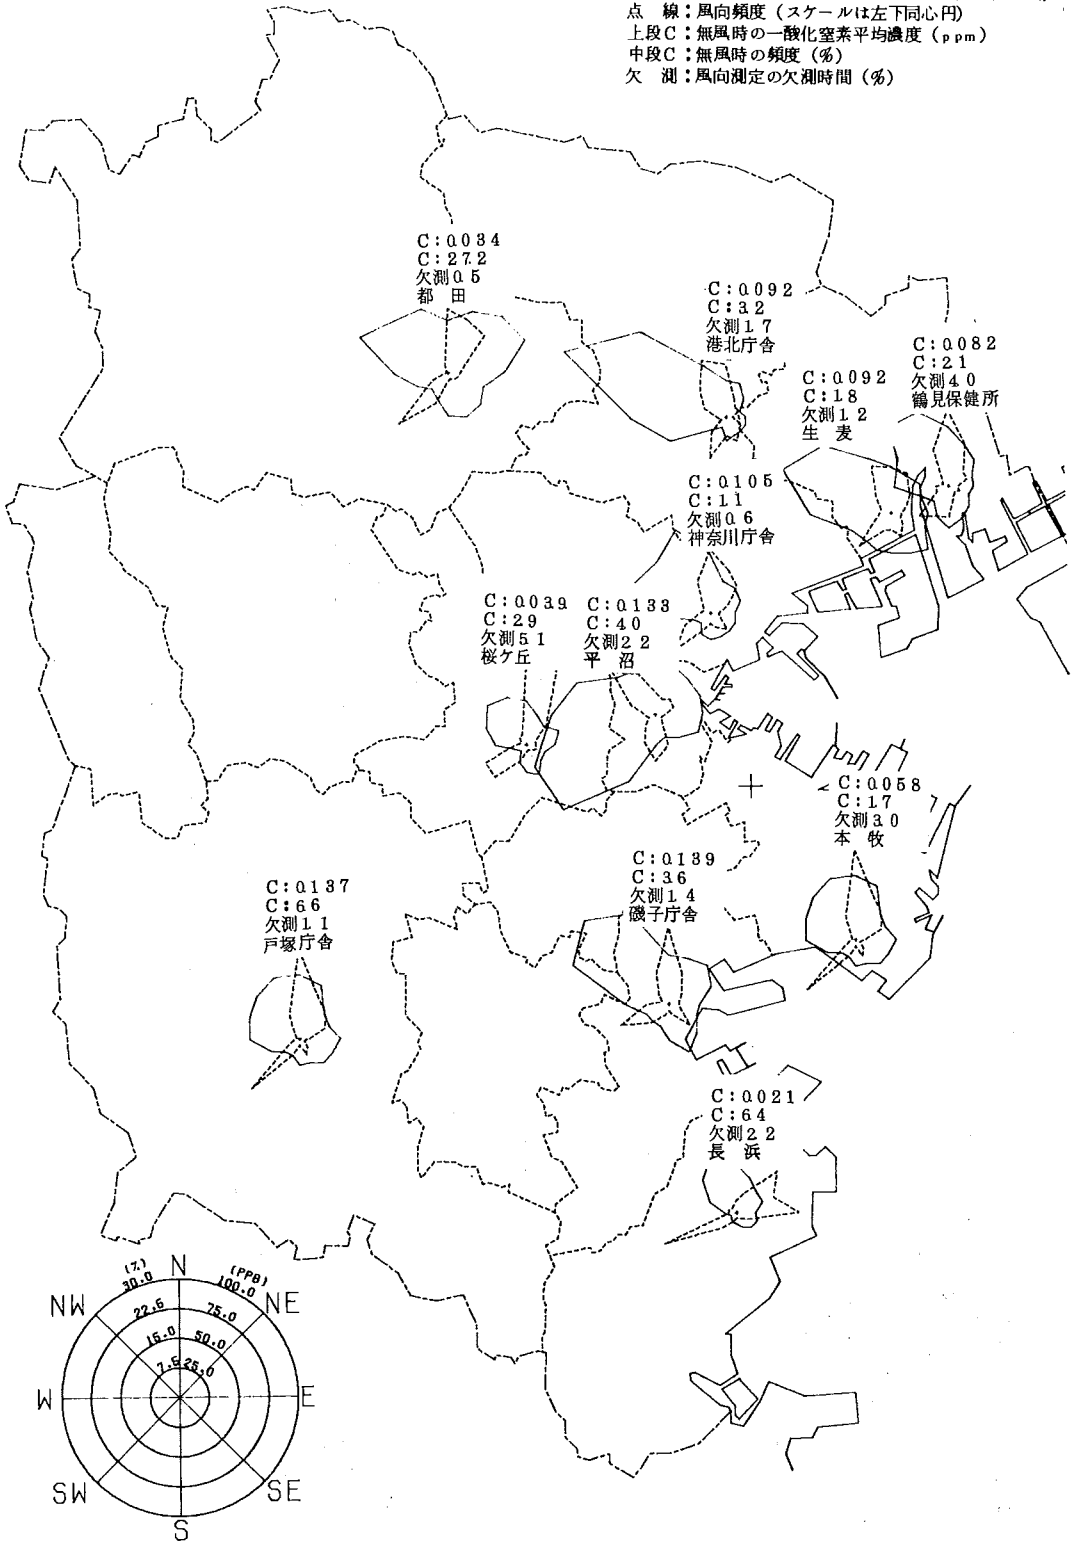 点　線：風向頻度（スケールは左下同心円）
上段C：無風時の一酸化窒素平均濃度（ppm）
中段C：無風時の頻度（%）
欠　測：風向測定の欠測時間（%）
C：0.034
C：27.2
欠測0.5
都　田
C：0.092
C：3.2
欠測1.7
港北庁舎
C：0.082
C：2.1
欠測4.0
鶴見保健所
C：0.092
C：1.8
欠測1.2
生　麦
C：0.105
C：1.1
欠測0.6
神奈川庁舎
C：0.039
C：2.9
欠測5.1
桜ケ丘
C：0.133
C：4.0
欠測2.2
平　沼
C：0.058
C：1.7
欠測3.0
本　牧
C：0.139
C：3.6
欠測1.4
磯子庁舎
C：0.137
C：6.6
欠測1.1
戸塚庁舎
C：0.021
C：6.4
欠測2.2
長　浜
(%) N (PPB)
30.0 100.0
NW 22.5 75.0 NE
15.0 50.0
7.5 25.0
W E
SW SE
S